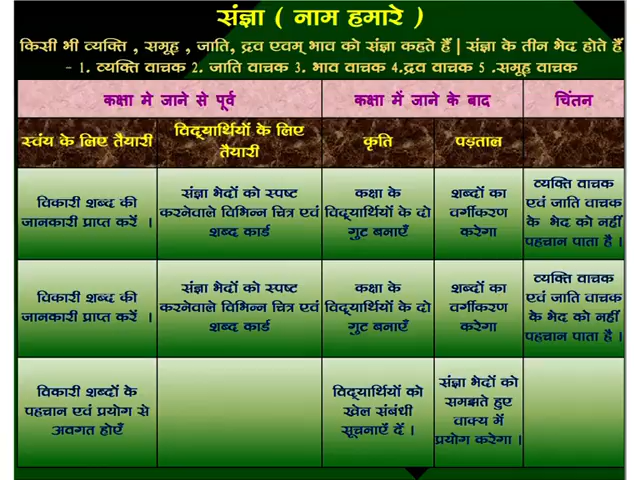 संज्ञा ( नाम हमारे )
किसी भी व्यक्ति , समूह , जाति, द्रव एवम् भाव को संज्ञा कहते हैं | संज्ञा के तीन भेद होते हैं
- 1. व्यक्ति वाचक 2. जाति वाचक 3. भाव वाचक 4.द्रव वाचक 5 .समूह वाचक
कक्षा मे जाने से पूर्व
कक्षा में जाने के बाद
चिंतन
स्वंय के लिए तैयारी
विद्यार्थियों के लिए
तैयारी
कृति
पड़ताल
विकारी शब्द की
जानकारी प्राप्त करें ।
संज्ञा भेदों को स्पष्ट
करनेवाले विभिन्न चित्र एवं
शब्द कार्ड
कक्षा के
विद्यार्थियों के दो
गुट बनाएँ
शब्दों का
वर्गीकरण
करेगा
व्यक्ति वाचक
एवं जाति वाचक
के भेद को नहीं
पहचान पाता है ।
विकारी शब्द की
जानकारी प्राप्त करें ।
संज्ञा भेदों को स्पष्ट
करनेवाले विभिन्न चित्र एवं
शब्द कार्ड
कक्षा के
विद्यार्थियों के दो
गुट बनाएँ
शब्दों का
वर्गीकरण
करेगा
व्यक्ति वाचक
एवं जाति वाचक
के भेद को नहीं
पहचान पाता है ।
विकारी शब्दों के
पहचान एवं प्रयोग से
अवगत होएँ
विद्यार्थियों को
खेल संबंधी
सूचनाएँ दें ।
संज्ञा भेदों को
समझते हुए
वाक्य में
प्रयोग करेगा ।